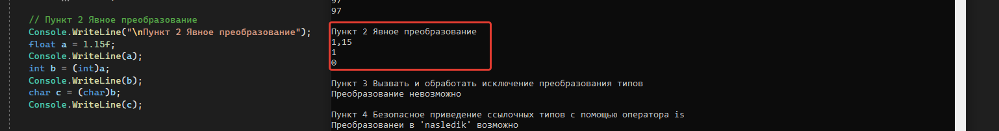 // Пункт 2 Явное преобразование
Console.WriteLine("\nПункт 2 Явное преобразование");
float a = 1.15f;
Console.WriteLine(a);
int b = (int)a;
Console.WriteLine(b);
char c = (char)b;
Console.WriteLine(c);
97
97
Пункт 2 Явное преобразование
1,15
1
☺
Пункт 3 Вызвать и обработать исключение преобразования типов
Преобразование невозможно
Пункт 4 Безопасное приведение ссылочных типов с помощью оператора is
Преобразованеи в 'nasledik' возможно